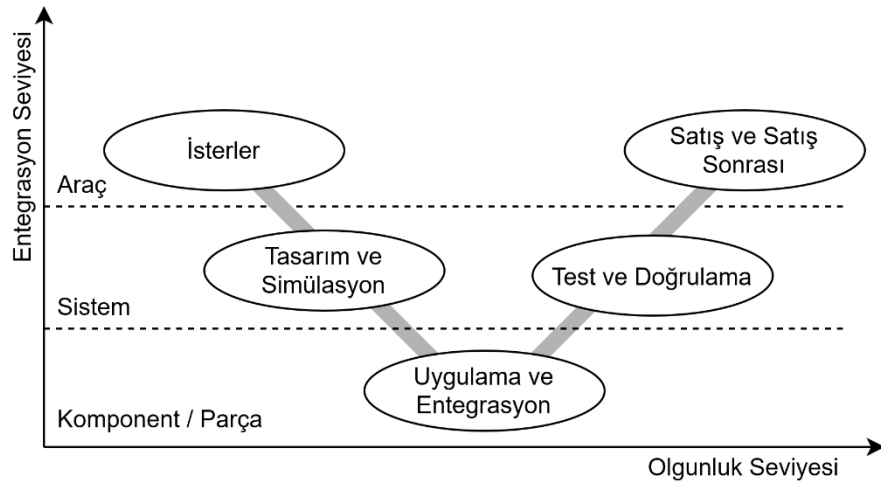 Entegrasyon Seviyesi
İsterler
Satış ve Satış
Sonrası
Araç
Tasarım ve
Simülasyon
Test ve Doğrulama
Sistem
Uygulama ve
Entegrasyon
Komponent / Parça
Olgunluk Seviyesi